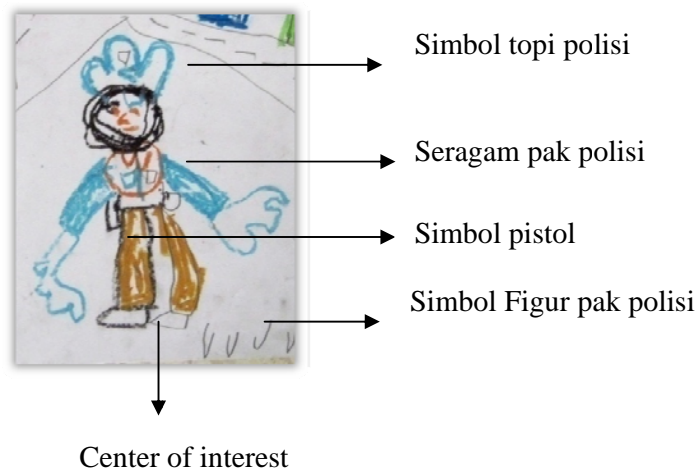 Simbol topi polisi
Seragam pak polisi
Simbol pistol
Simbol Figur pak polisi
Center of interest